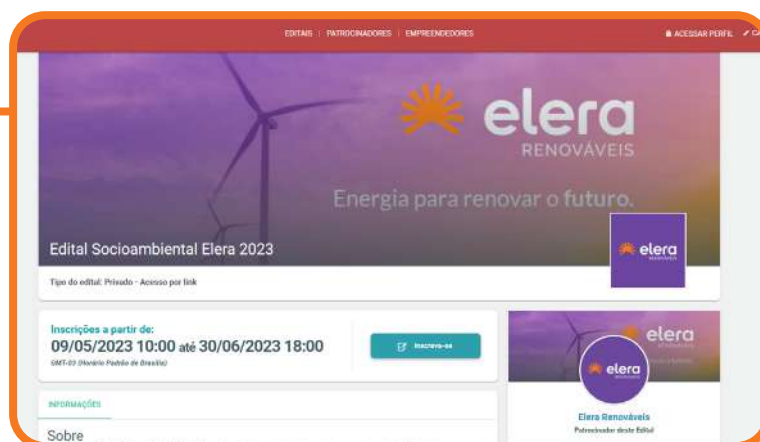 EDITAIS | PATROCINADORES | EMPREENDEDORES
ACESSAR PERFIL
elera
RENOVÁVEIS
Energia para renovar o futuro.
Edital Socioambiental Elera 2023
elera
RENOVÁVEIS
Tipo do edital: Privado - Acesso por link
Inscrições a partir de:
09/05/2023 10:00 até 30/06/2023 18:00
GMT-03 (Horário Padrão de Brasília)
Inscreva-se
elera
RENOVÁVEIS
elera
INFORMAÇÕES
Elera Renováveis
Patrocinador deste Edital
Sobre